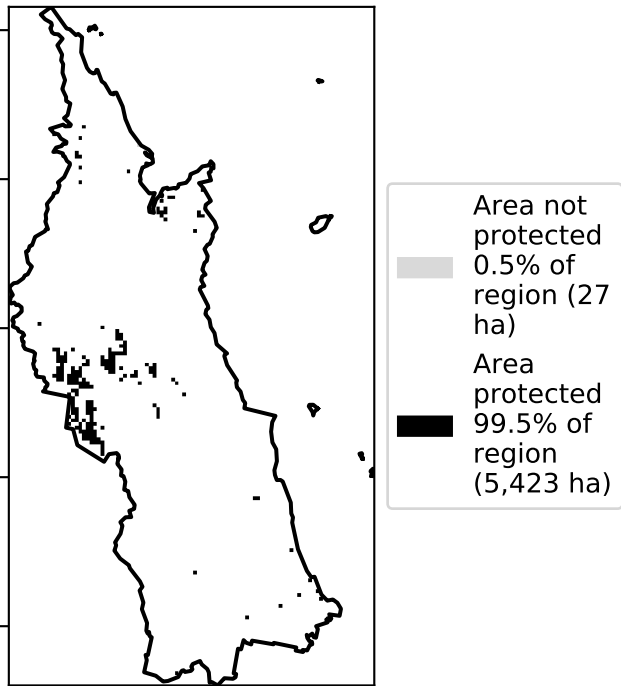 Area not
protected
0.5% of
region (27
ha)
Area
protected
99.5% of
region
(5,423 ha)